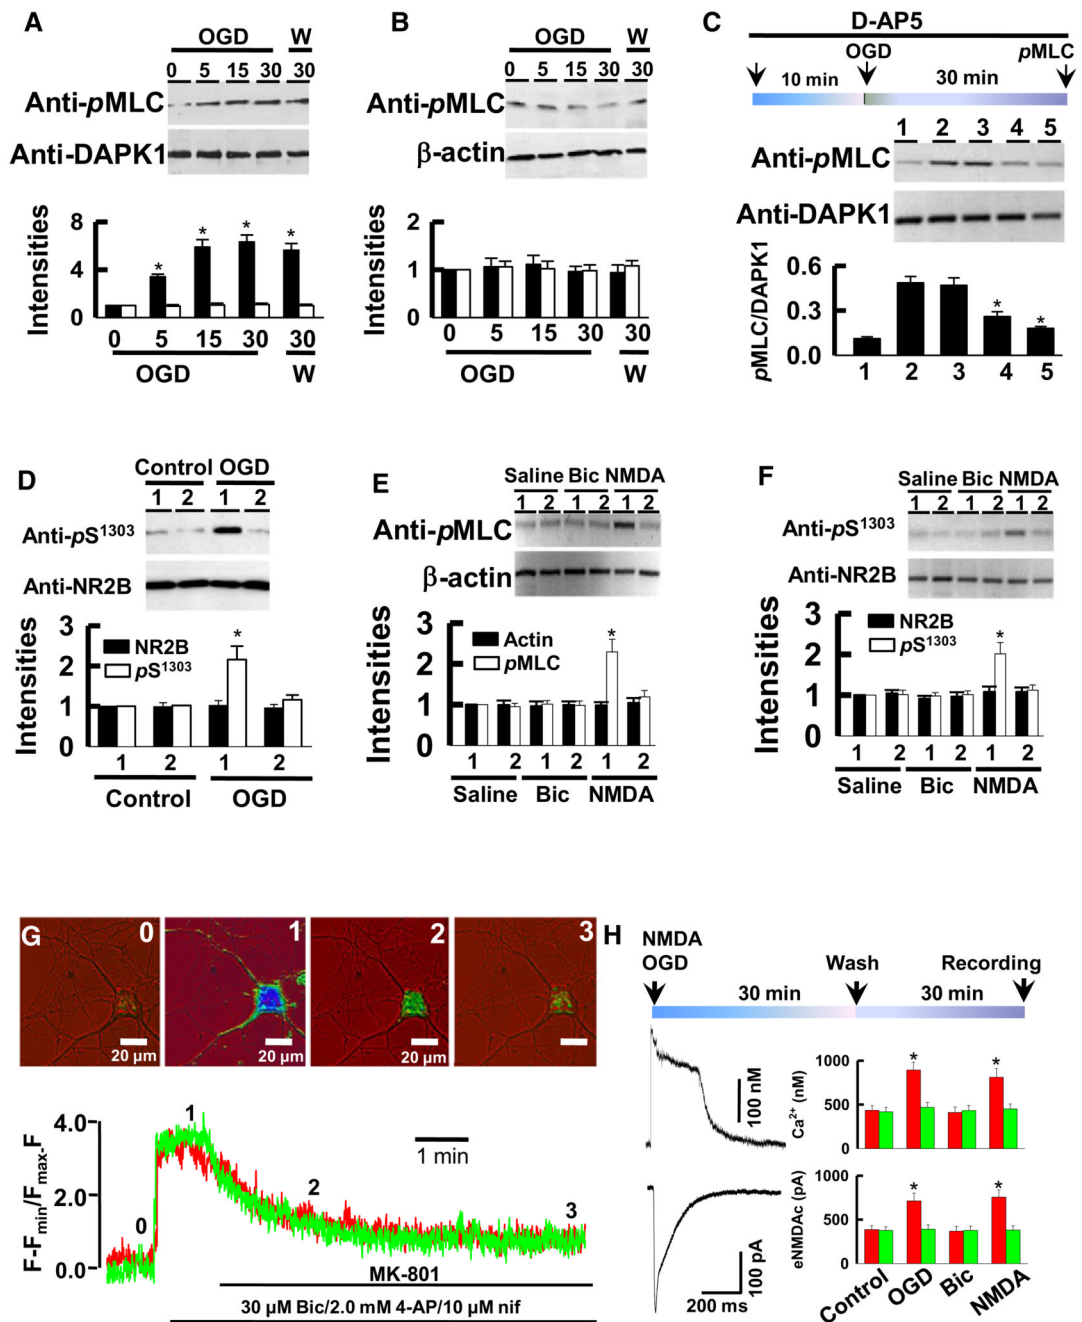 A
OGD W
0 5 15 30 30
Anti-pMLC
Anti-DAPK1
Intensities
8
4
0
0 5 15 30 30
OGD W
* * * *
B
OGD W
0 5 15 30 30
Anti-pMLC
β-actin
Intensities
2
1
0
0 5 15 30 30
OGD W
C
D-AP5
OGD pMLC
10 min 30 min
1 2 3 4 5
Anti-pMLC
Anti-DAPK1
pMLC/DAPK1
0.6
0.3
0.0
* *
1 2 3 4 5
D
Control OGD
1 2 1 2
Anti-pS1303
Anti-NR2B
Intensities
3
2
1
0
NR2B
pS1303
*
1 2 1 2
Control OGD
E
Saline Bic NMDA
1 2 1 2 1 2
Anti-pMLC
β-actin
Intensities
3
2
1
0
Actin
pMLC
*
1 2 1 2 1 2
Saline Bic NMDA
F
Saline Bic NMDA
1 2 1 2 1 2
Anti-pS1303
Anti-NR2B
Intensities
3
2
1
0
NR2B
pS1303
*
1 2 1 2 1 2
Saline Bic NMDA
G
0 1 2 3
20 µm 20 µm 20 µm
F-Fmin/Fmax-F
4.0
2.0
0.0
0 1 2 3
1 min
MK-801
30 µM Bic/2.0 mM 4-AP/10 µM nif
H
NMDA
OGD Wash Recording
30 min 30 min
100 nM
100 pA
200 ms
Ca2+ (nM)
1000
500
0
* *
eNMDAc (pA)
1000
500
0
* *
Control OGD Bic NMDA